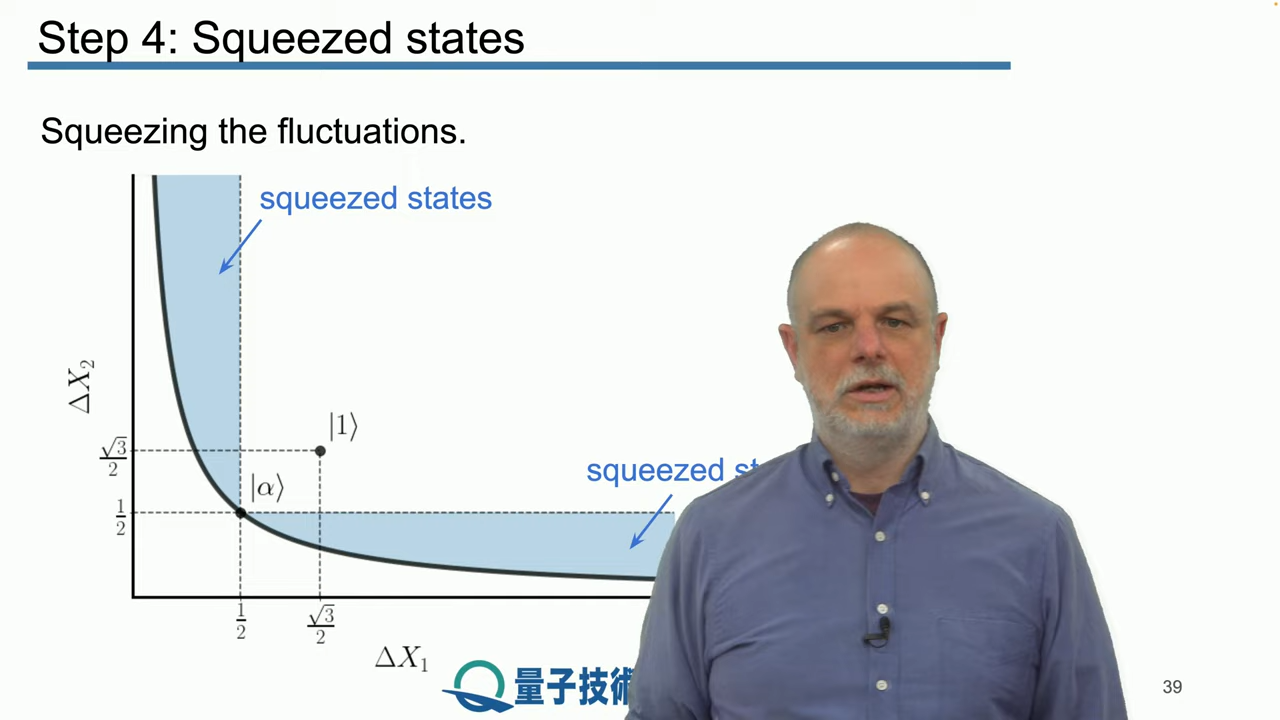 Step 4: Squeezed states
Squeezing the fluctuations.
squeezed states
ΔX₂
|1⟩
√3/2
|α⟩
squeezed
1/2
1/2
√3/2
ΔX₁
量子技術
39